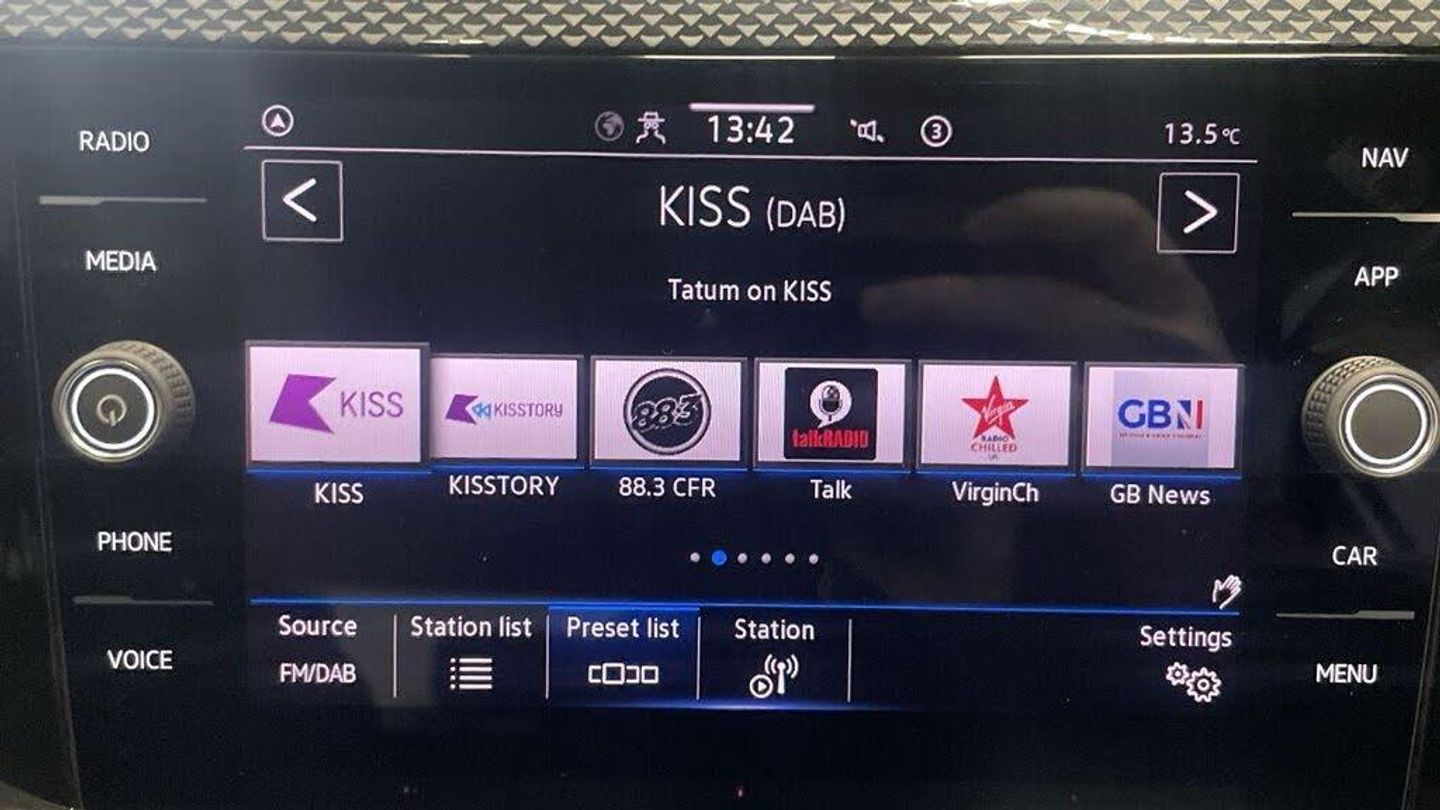 RADIO
MEDIA
PHONE
VOICE
13:42
3
13.5°C
KISS (DAB)
Tatum on KISS
KISS
KISSTORY
88.3
talkRADIO
Virgin
RADIO
CHILLED
UK
GBN
KISS
KISSTORY
88.3 CFR
Talk
VirginCh
GB News
Source
FM/DAB
Station list
Preset list
Station
Settings
NAV
APP
CAR
MENU